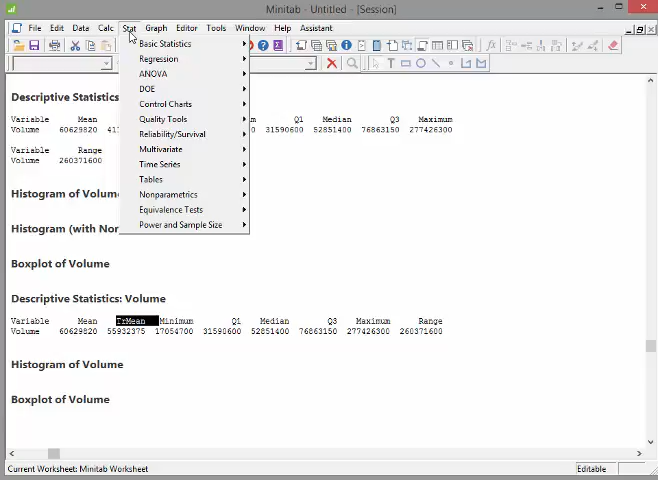 Minitab - Untitled - [Session]
File Edit Data Calc Stat Graph Editor Tools Window Help Assistant
Basic Statistics
Regression
ANOVA
DOE
Control Charts
Quality Tools
Reliability/Survival
Multivariate
Time Series
Tables
Nonparametrics
Equivalence Tests
Power and Sample Size
Descriptive Statistics:
Variable Mean Q1 Median Q3 Maximum
Volume 60629820 31590600 52851400 76863150 277426300
Variable Range
Volume 260371600
Histogram of Volume
Histogram (with Nor
Boxplot of Volume
Descriptive Statistics: Volume
Variable Mean TrMean Minimum Q1 Median Q3 Maximum Range
Volume 60629820 55932375 17054700 31590600 52851400 76863150 277426300 260371600
Histogram of Volume
Boxplot of Volume
Current Worksheet: Minitab Worksheet
Editable